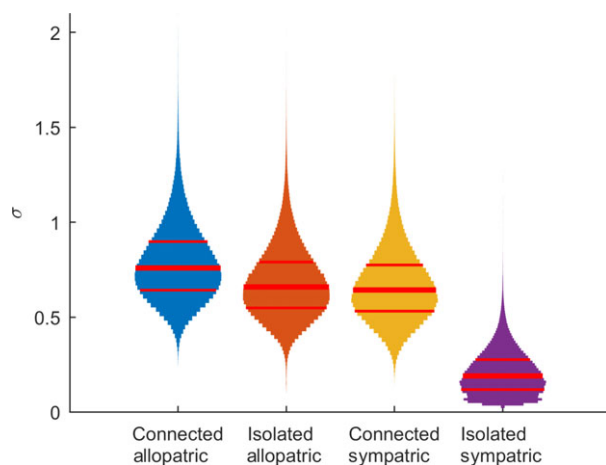 2
1.5
1
0.5
0
σ
Connected Isolated Connected Isolated
allopatric allopatric sympatric sympatric